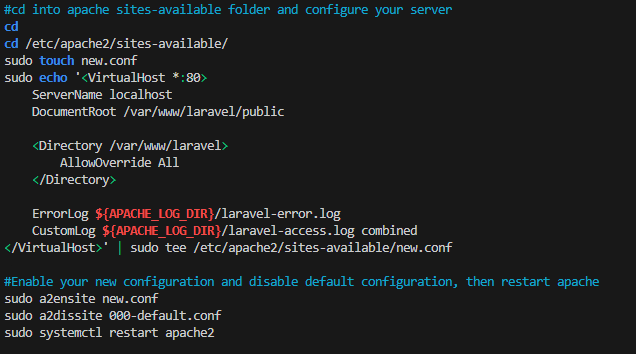 #cd into apache sites-available folder and configure your server
cd
cd /etc/apache2/sites-available/
sudo touch new.conf
sudo echo '<VirtualHost *:80>
    ServerName localhost
    DocumentRoot /var/www/laravel/public

    <Directory /var/www/laravel>
        AllowOverride All
    </Directory>

    ErrorLog ${APACHE_LOG_DIR}/laravel-error.log
    CustomLog ${APACHE_LOG_DIR}/laravel-access.log combined
</VirtualHost>' | sudo tee /etc/apache2/sites-available/new.conf

#Enable your new configuration and disable default configuration, then restart apache
sudo a2ensite new.conf
sudo a2dissite 000-default.conf
sudo systemctl restart apache2